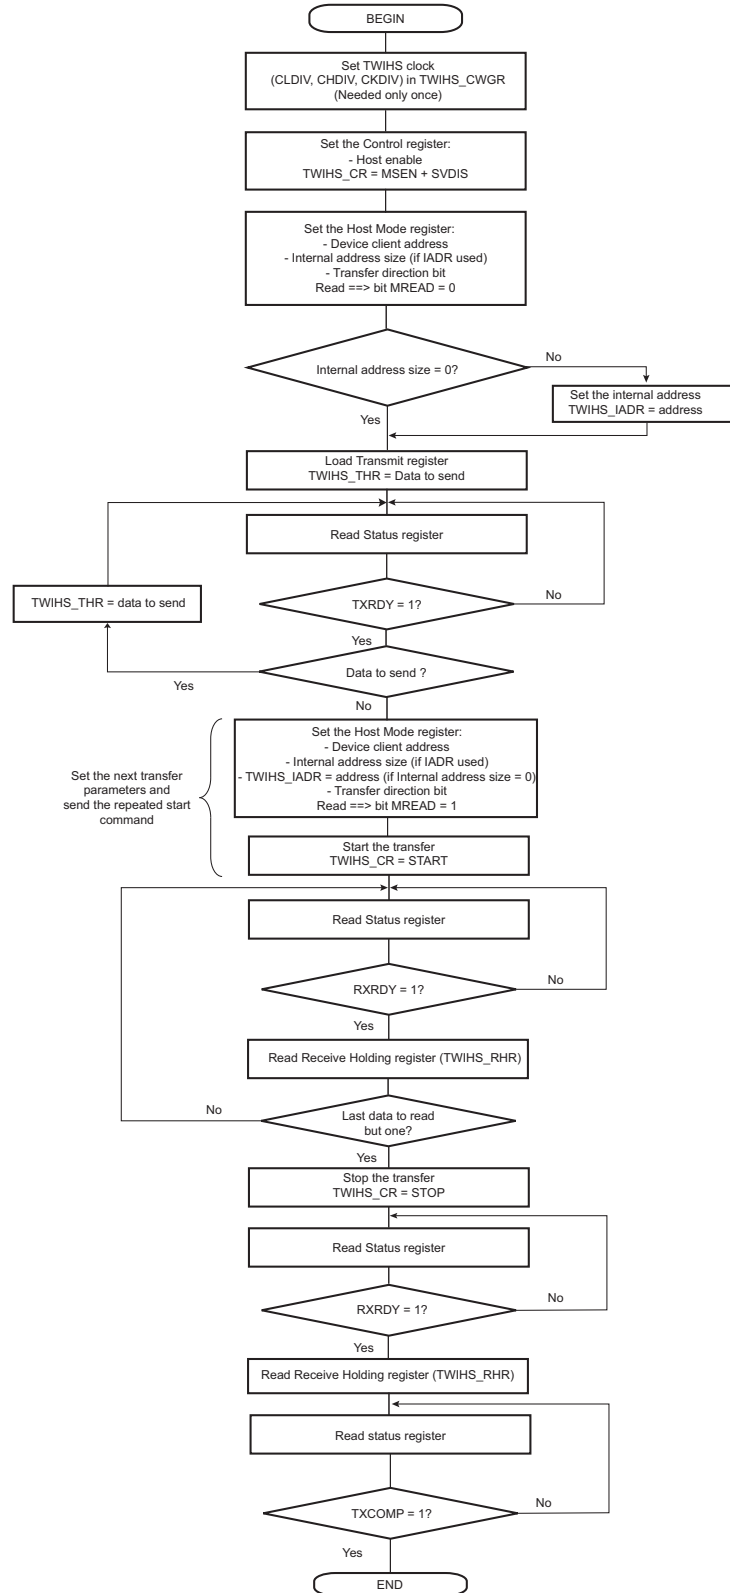 BEGIN
Set TWIHS clock
(CLDIV, CHDIV, CKDIV) in TWIHS_CWGR
(Needed only once)
Set the Control register:
- Host enable
TWIHS_CR = MSEN + SVDIS
Set the Host Mode register:
- Device client address
- Internal address size (if IADR used)
- Transfer direction bit
Read ==> bit MREAD = 0
Internal address size = 0?
No
Set the internal address
TWIHS_IADR = address
Yes
Load Transmit register
TWIHS_THR = Data to send
Read Status register
TWIHS_THR = data to send
TXRDY = 1?
No
Yes
Data to send ?
Yes
No
Set the next transfer
parameters and
send the repeated start
command
Set the Host Mode register:
- Device client address
- Internal address size (if IADR used)
- TWIHS_IADR = address (if Internal address size = 0)
- Transfer direction bit
Read ==> bit MREAD = 1
Start the transfer
TWIHS_CR = START
Read Status register
RXRDY = 1?
No
Yes
Read Receive Holding register (TWIHS_RHR)
No
Last data to read
but one?
Yes
Stop the transfer
TWIHS_CR = STOP
Read Status register
RXRDY = 1?
No
Yes
Read Receive Holding register (TWIHS_RHR)
Read status register
TXCOMP = 1?
No
Yes
END